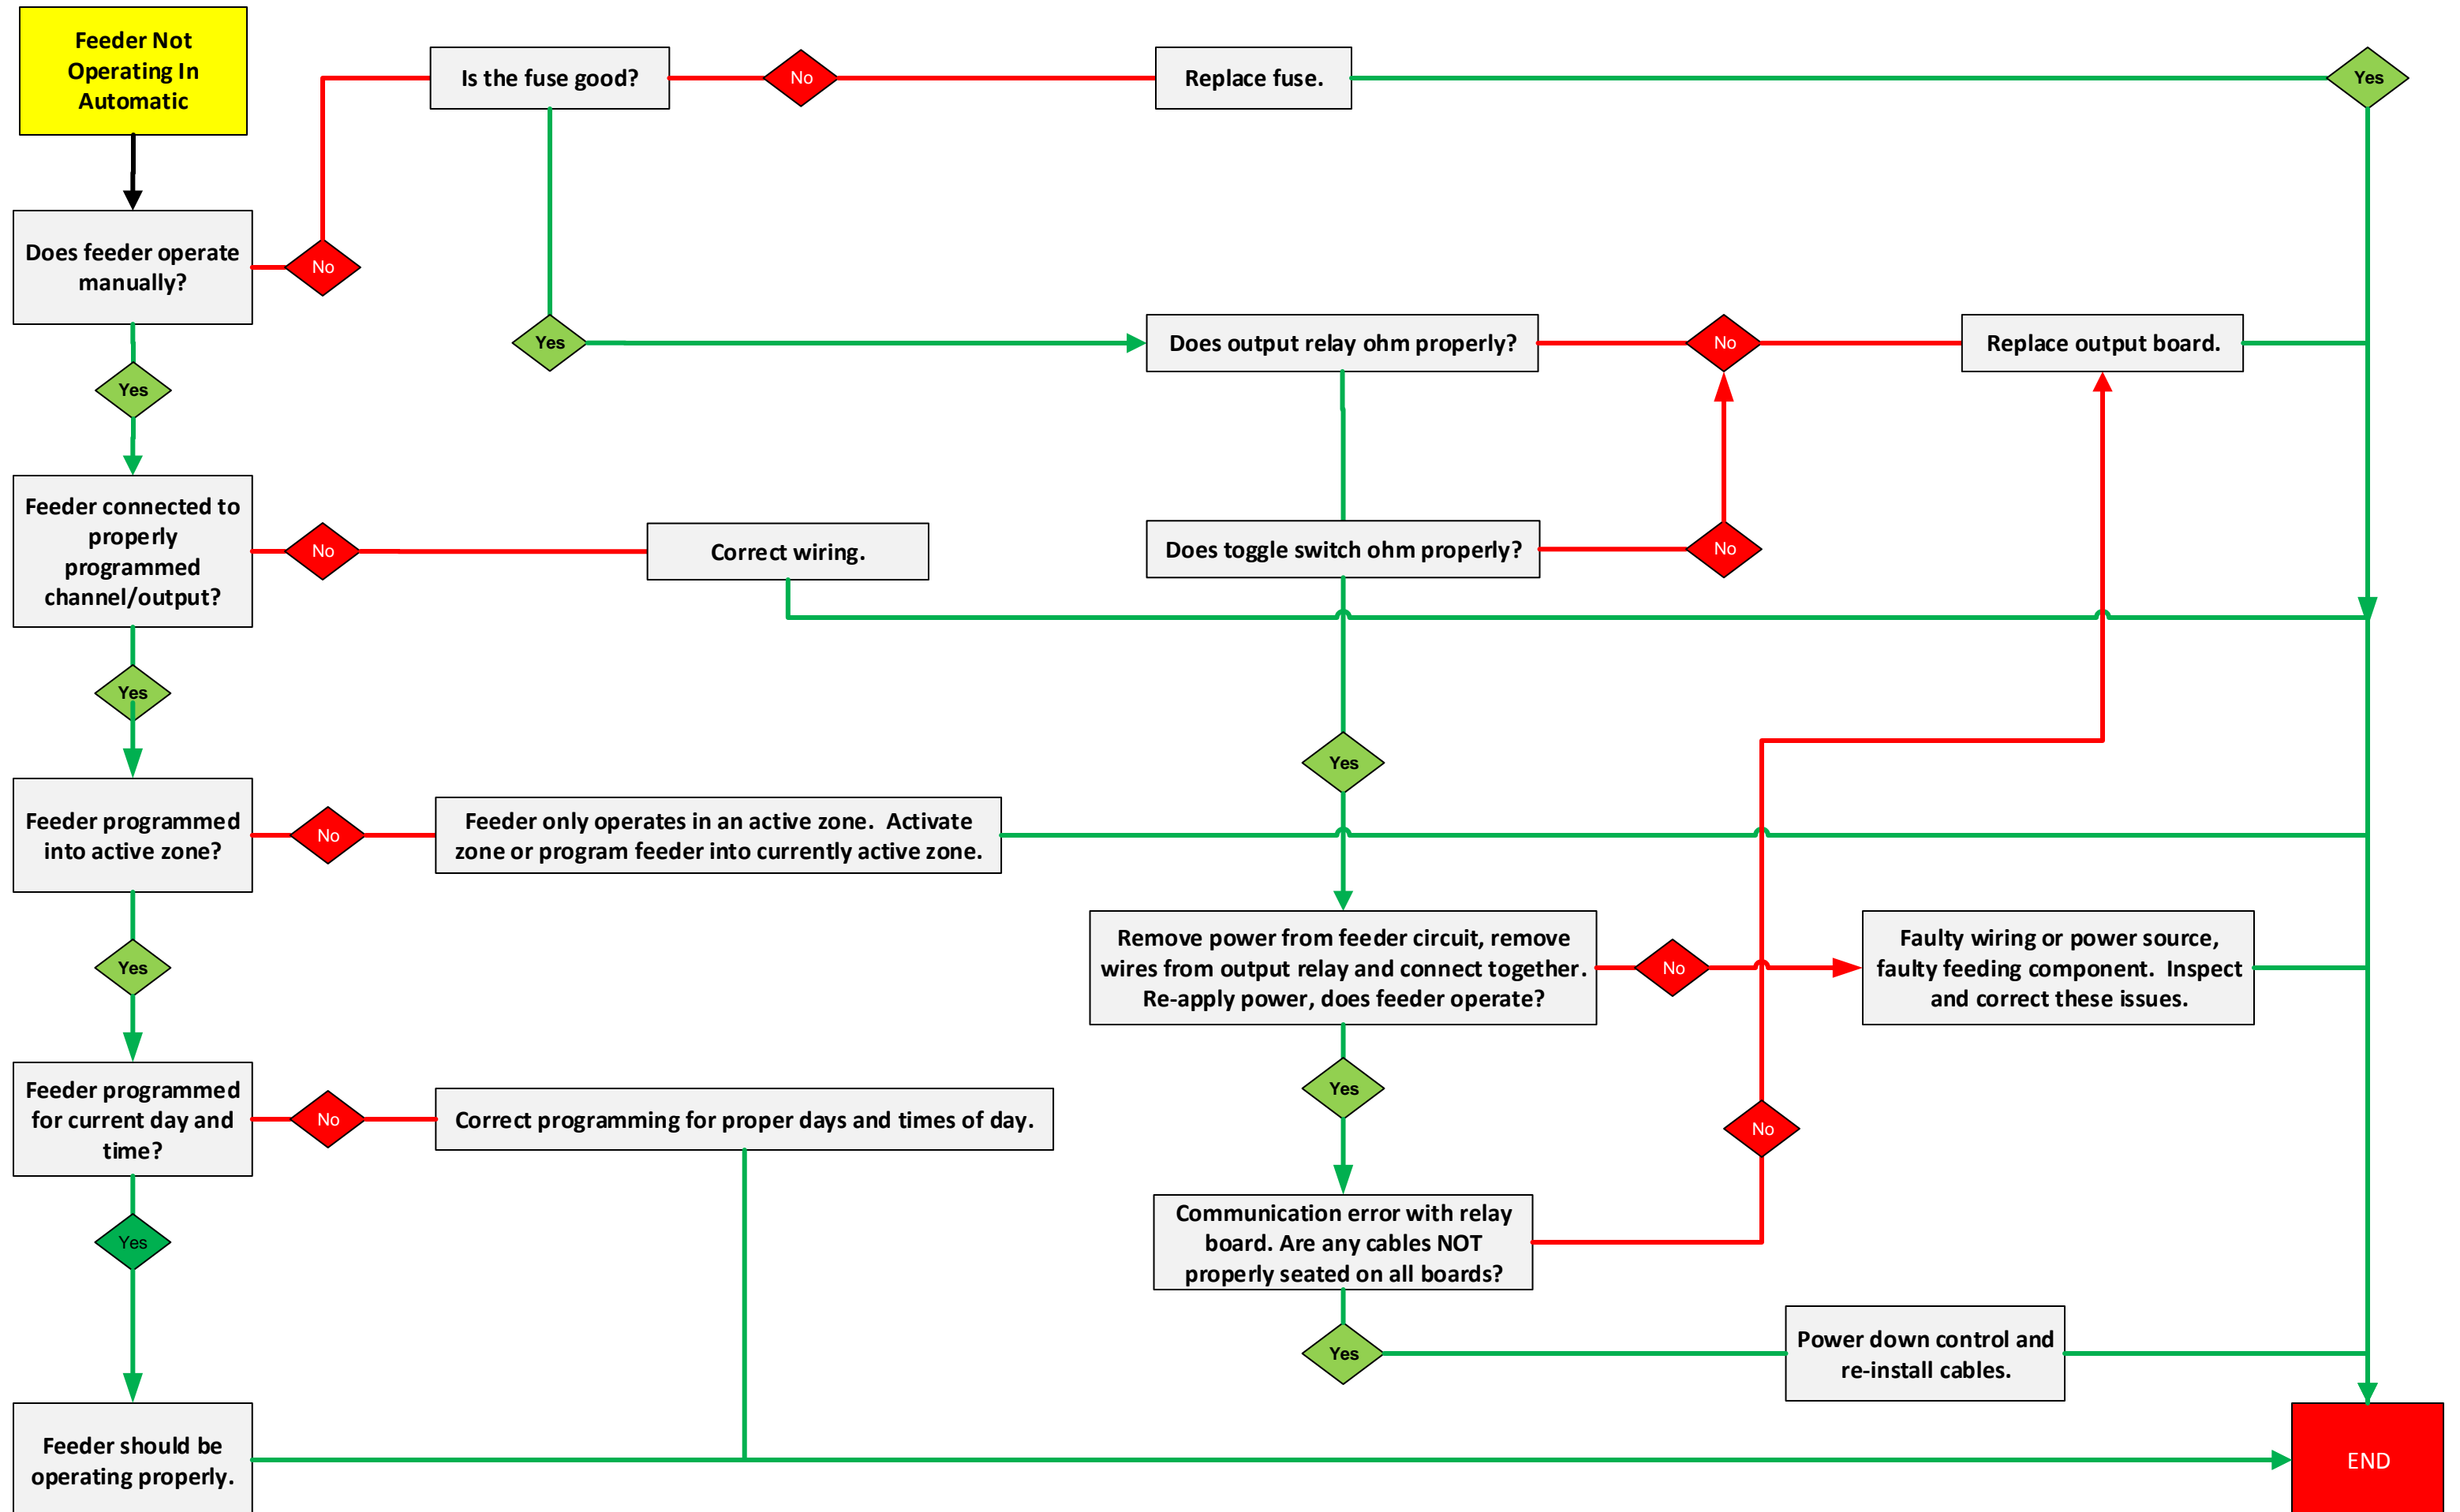 Feeder Not
Operating In
Automatic
Is the fuse good?
No
Replace fuse.
Yes
Does feeder operate
manually?
No
Yes
Does output relay ohm properly?
No
Replace output board.
Yes
Feeder connected to
properly
programmed
channel/output?
No
Correct wiring.
Does toggle switch ohm properly?
No
Yes
Yes
Feeder programmed
into active zone?
No
Feeder only operates in an active zone.  Activate
zone or program feeder into currently active zone.
Remove power from feeder circuit, remove
wires from output relay and connect together.
Re-apply power, does feeder operate?
No
Faulty wiring or power source,
faulty feeding component.  Inspect
and correct these issues.
Yes
Feeder programmed
for current day and
time?
No
Correct programming for proper days and times of day.
Yes
No
Communication error with relay
board. Are any cables NOT
properly seated on all boards?
Yes
Yes
Power down control and
re-install cables.
Feeder should be
operating properly.
END